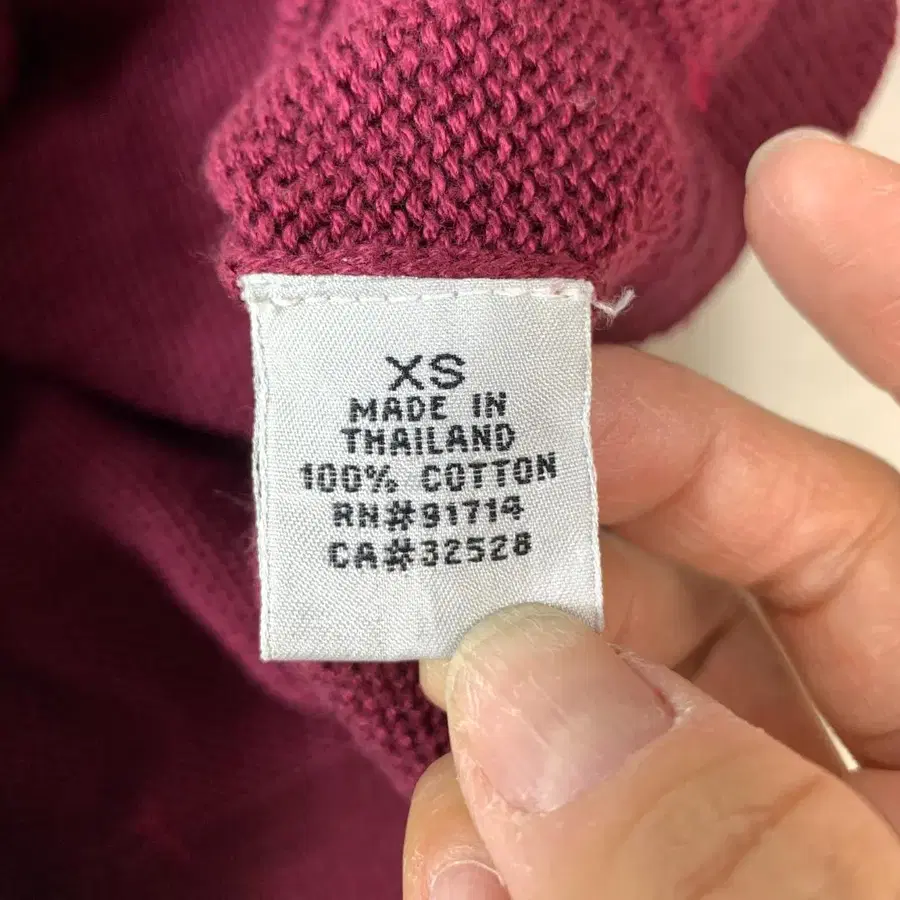 XS
MADE IN
THAILAND
100% COTTON
RN#91714
CA#32528